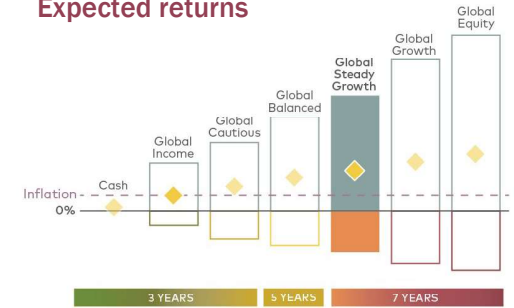 Expected returns
Global
Equity
Global
Growth
Global
Steady
Growth
Global
Balanced
Global
Cautious
Global
Income
Cash
Inflation
0%
3 YEARS
5 YEARS
7 YEARS